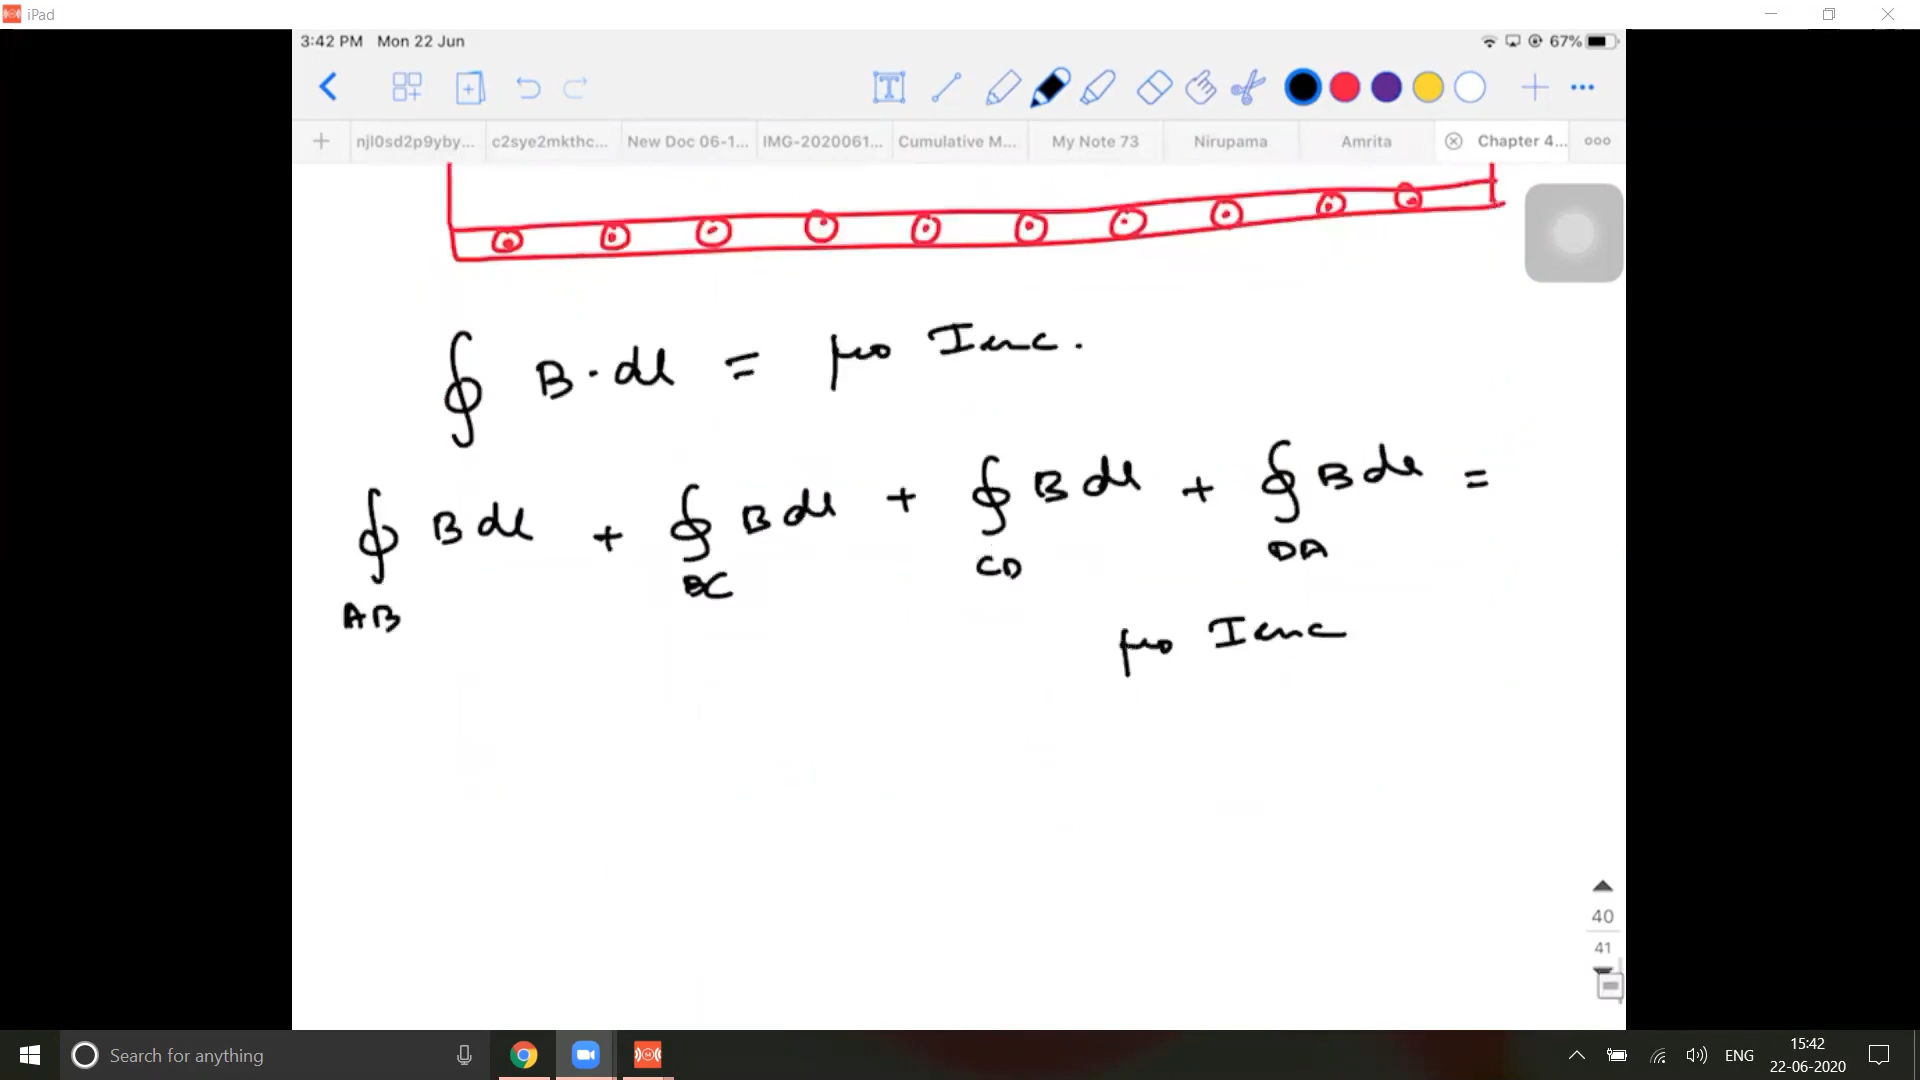 iPad
3:42 PM Mon 22 Jun
67%
njl0sd2p9yby... c2sye2mkthc... New Doc 06-1... IMG-2020061... Cumulative M... My Note 73 Nirupama Amrita Chapter 4...
∮ B · dl = μo Ienc.
∮ B dl + ∮ B dl + ∮ B dl + ∮ B dl =
AB BC CD DA
μo Ienc
40
41
Search for anything
ENG
15:42
22-06-2020